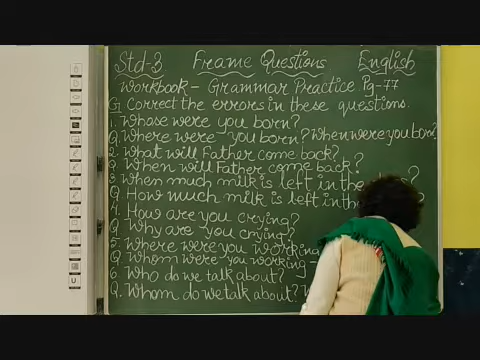 Std-3 Frame Questions English
Workbook - Grammar Practice Pg-77
G. Correct the errors in these questions.
1. Whose were you born?
Q. Where were you born? When were you born?
2. What will Father come back?
Q. When will Father come back?
3. When much milk is left in the ?
Q. How much milk is left in the ?
4. How are you crying?
Q. Why are you crying?
5. Where were you working
Q. Whom were you working -
6. Who do we talk about?
Q. Whom do we talk about?